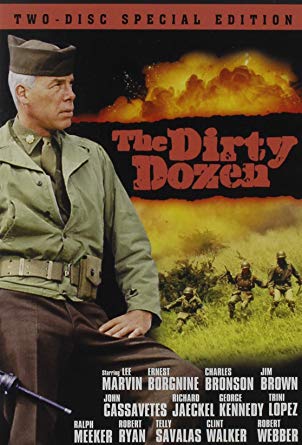 TWO-DISC SPECIAL EDITION
The Dirty
Dozen
Starring LEE MARVIN ERNEST BORGNINE CHARLES BRONSON JIM BROWN
JOHN CASSAVETES RICHARD JAECKEL GEORGE KENNEDY TRINI LOPEZ
RALPH MEEKER ROBERT RYAN TELLY SAVALAS CLINT WALKER ROBERT WEBBER